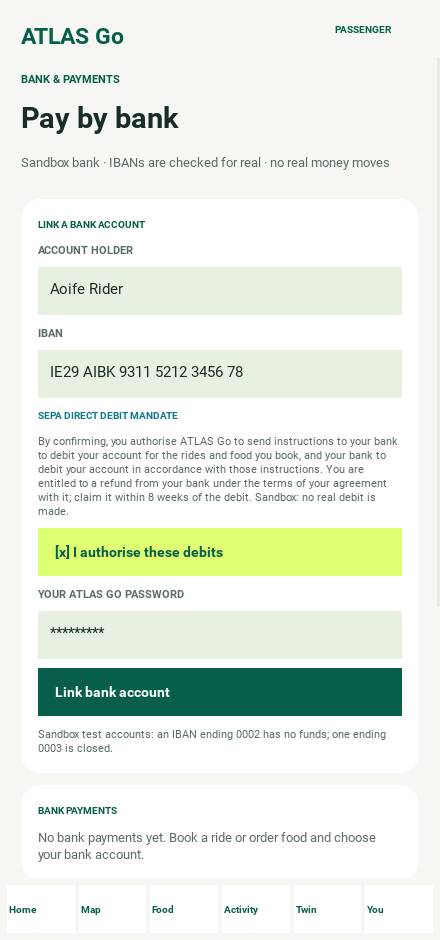 ATLAS Go
PASSENGER
BANK & PAYMENTS
Pay by bank
Sandbox bank · IBANs are checked for real · no real money moves
LINK A BANK ACCOUNT
ACCOUNT HOLDER
Aoife Rider
IBAN
IE29 AIBK 9311 5212 3456 78
SEPA DIRECT DEBIT MANDATE
By confirming, you authorise ATLAS Go to send instructions to your bank
to debit your account for the rides and food you book, and your bank to
debit your account in accordance with those instructions. You are
entitled to a refund from your bank under the terms of your agreement
with it; claim it within 8 weeks of the debit. Sandbox: no real debit is
made.
[x] I authorise these debits
YOUR ATLAS GO PASSWORD
*********
Link bank account
Sandbox test accounts: an IBAN ending 0002 has no funds; one ending
0003 is closed.
BANK PAYMENTS
No bank payments yet. Book a ride or order food and choose
your bank account.
Home Map Food Activity Twin You